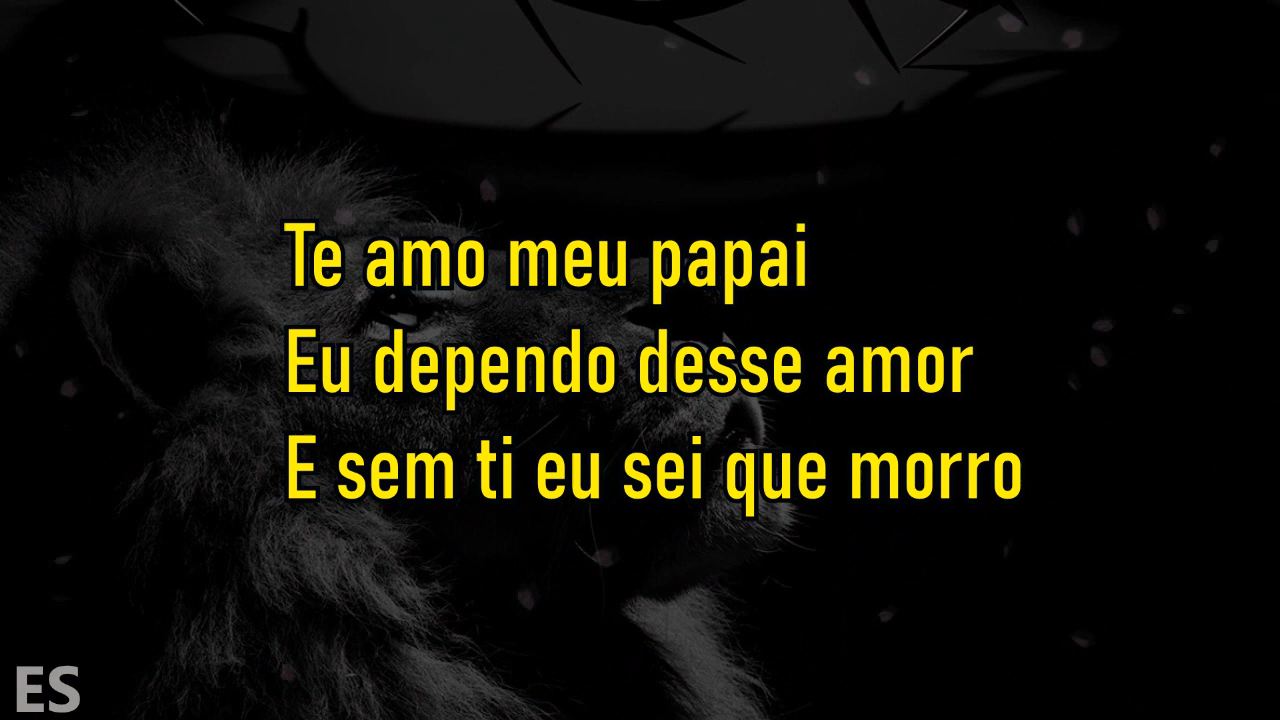 Te amo meu papai
Eu dependo desse amor
E sem ti eu sei que morro
ES